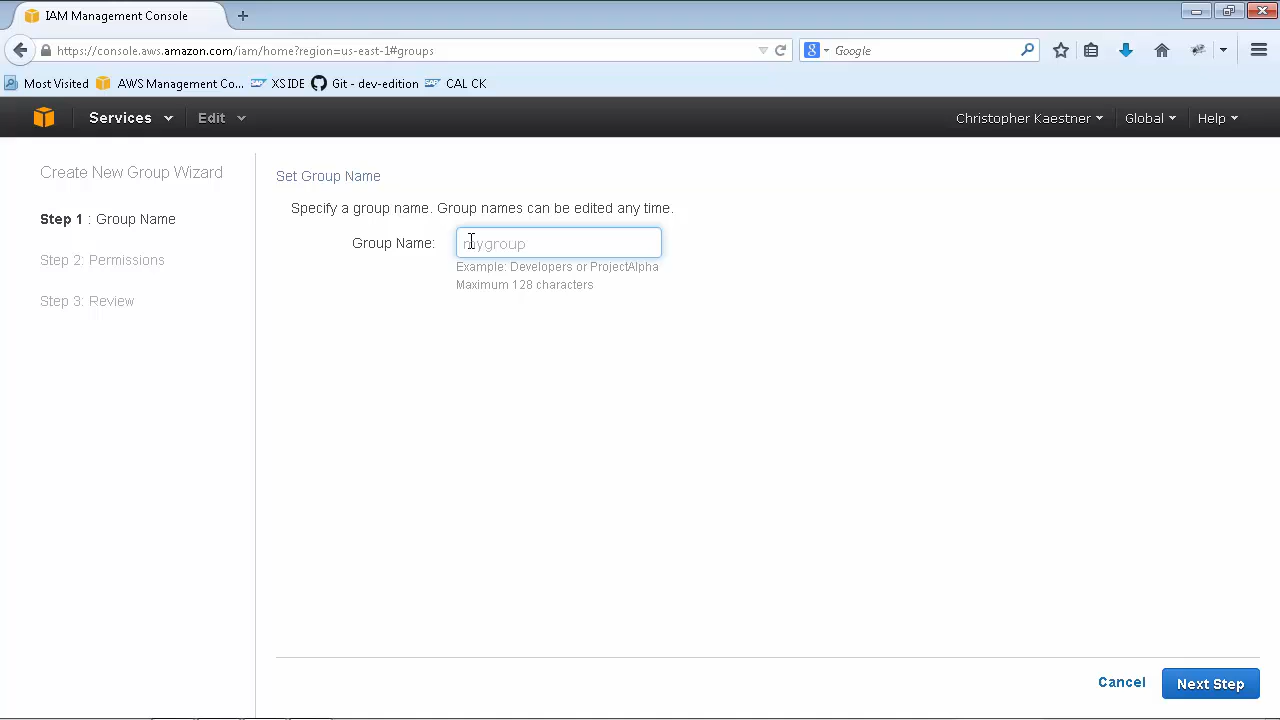 IAM Management Console
https://console.aws.amazon.com/iam/home?region=us-east-1#groups
8 Google
Most Visited AWS Management Co... XS IDE Git - dev-edition CAL CK
Services Edit Christopher Kaestner Global Help
Create New Group Wizard
Step 1 : Group Name
Step 2: Permissions
Step 3: Review
Set Group Name
Specify a group name. Group names can be edited any time.
Group Name: mygroup
Example: Developers or ProjectAlpha
Maximum 128 characters
Cancel Next Step